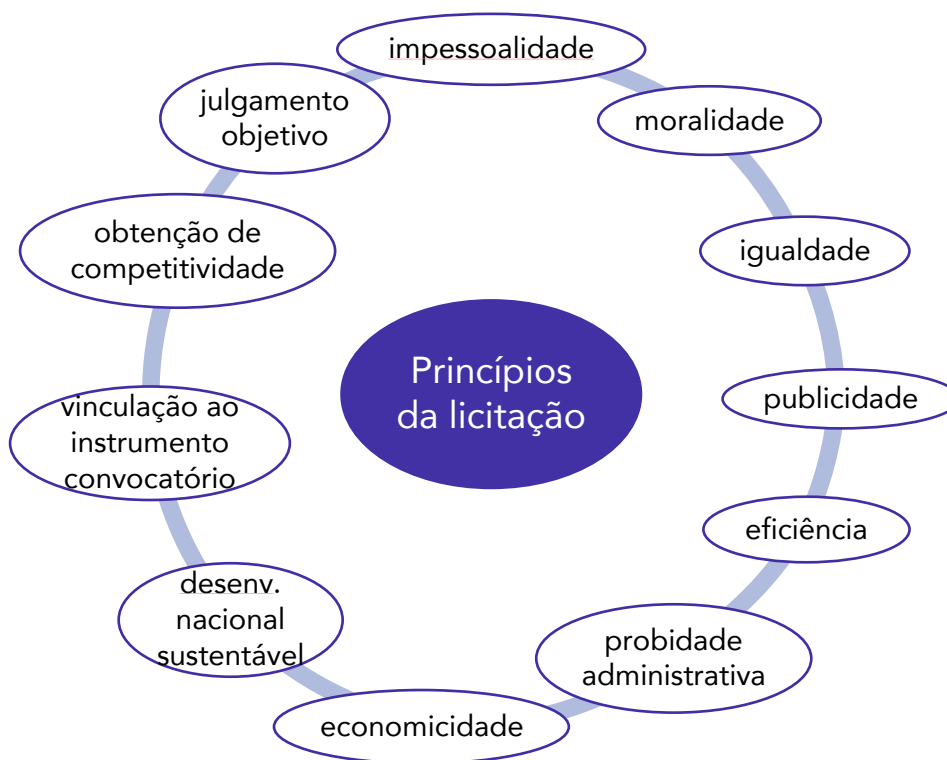 impessoalidade
julgamento
objetivo
moralidade
obtenção de
competitividade
igualdade
Princípios
da licitação
publicidade
vinculação ao
instrumento
convocatório
eficiência
desenv.
nacional
sustentável
probidade
administrativa
economicidade